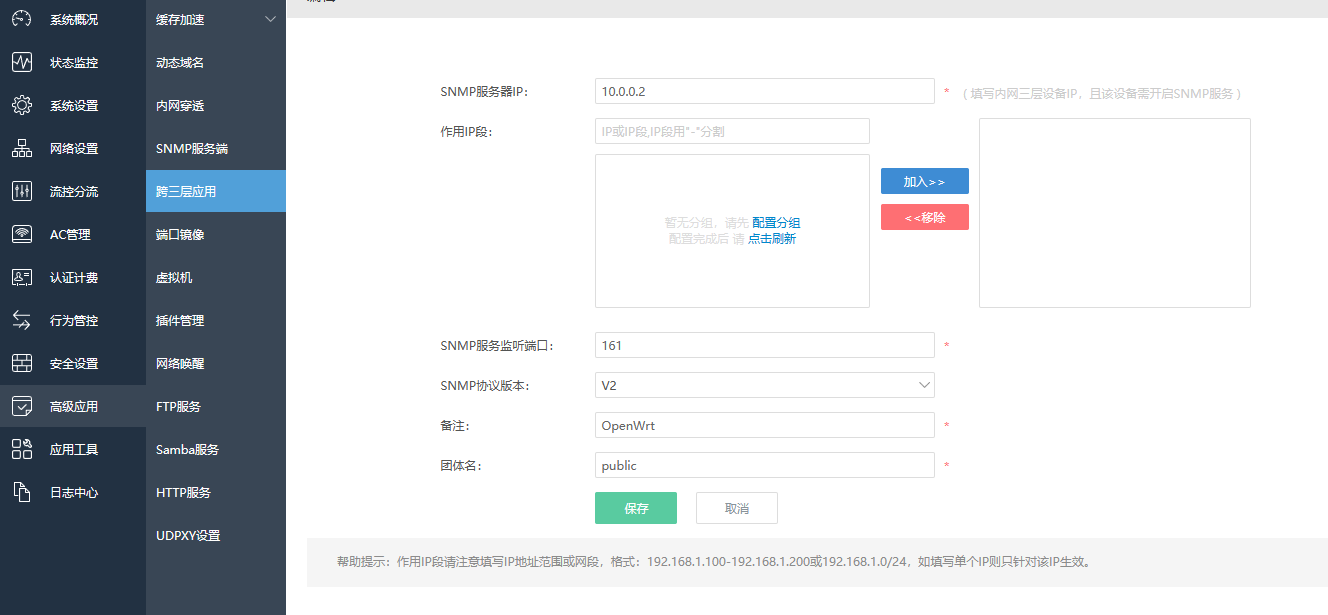 系统概况
状态监控
系统设置
网络设置
流控分流
AC管理
认证计费
行为管控
安全设置
高级应用
应用工具
日志中心
缓存加速
动态域名
内网穿透
SNMP服务端
跨三层应用
端口镜像
虚拟机
插件管理
网络唤醒
FTP服务
Samba服务
HTTP服务
UDPXY设置
SNMP服务器IP:
10.0.0.2
* ( 填写内网三层设备IP，且该设备需开启SNMP服务 )
作用IP段:
IP或IP段,IP段用"-"分割
暂无分组，请先 配置分组
配置完成后 请 点击刷新
加入>>
<<移除
SNMP服务监听端口:
161 *
SNMP协议版本:
V2
备注:
OpenWrt *
团体名:
public *
保存
取消
帮助提示：作用IP段请注意填写IP地址范围或网段，格式：192.168.1.100-192.168.1.200或192.168.1.0/24，如填写单个IP则只针对该IP生效。